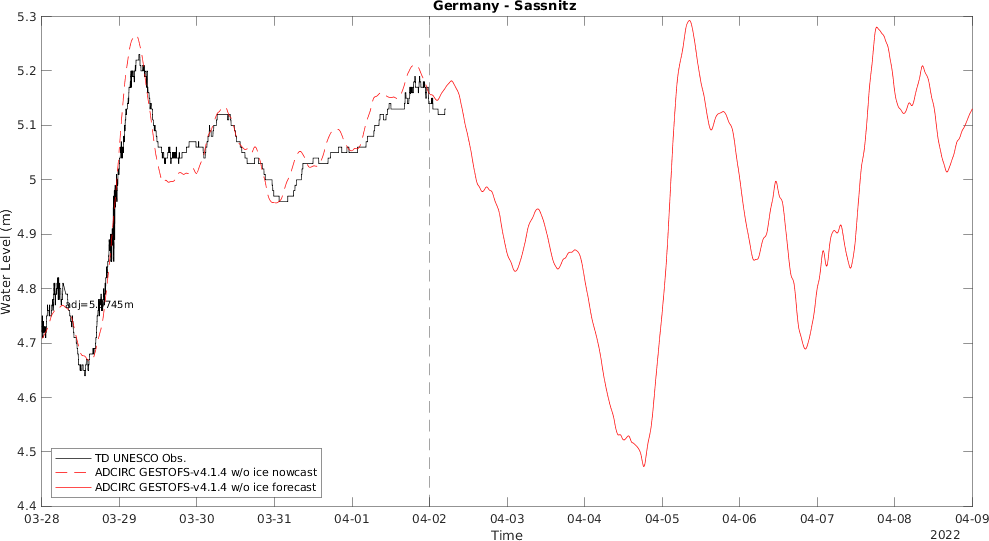 Germany - Sassnitz
5.3
5.2
5.1
5
4.9
4.8
4.7
4.6
4.5
4.4
Water Level (m)
TD UNESCO Obs.
ADCIRC GESTOFS-v4.1.4 w/o ice nowcast
ADCIRC GESTOFS-v4.1.4 w/o ice forecast
03-28 03-29 03-30 03-31 04-01 04-02 04-03 04-04 04-05 04-06 04-07 04-08 04-09
Time
2022